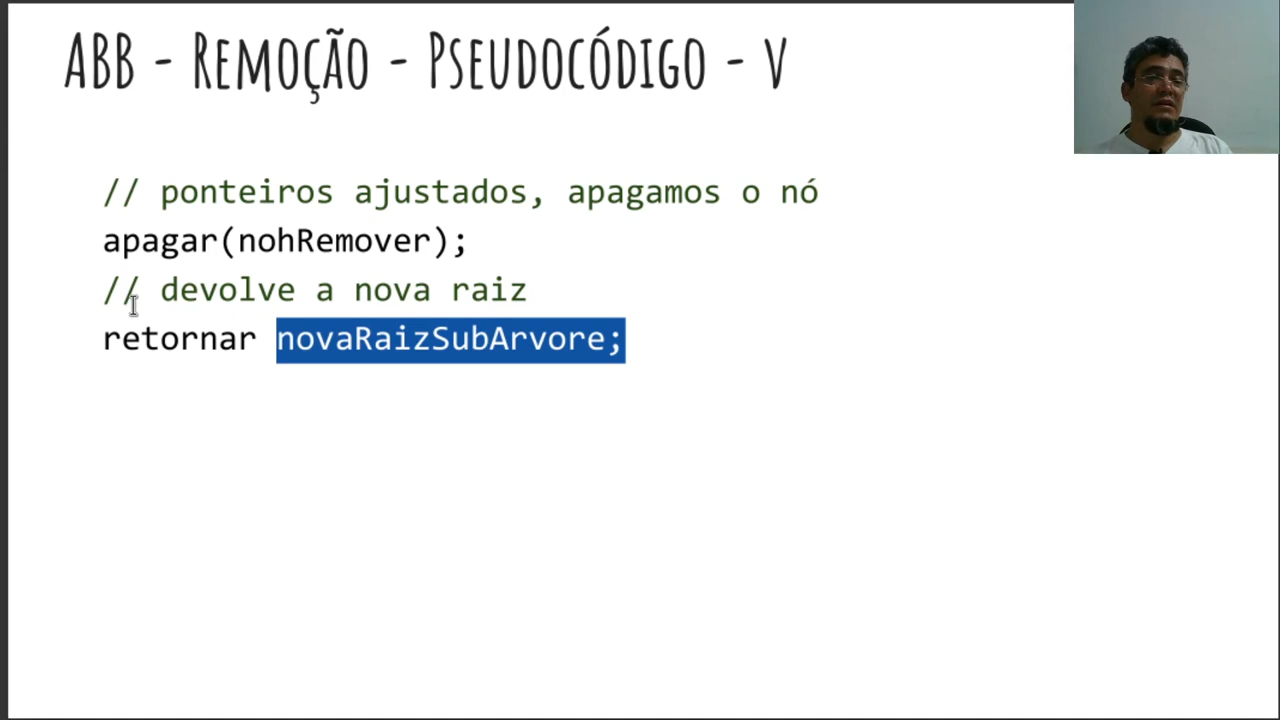 ABB - Remoção - Pseudocódigo - V
// ponteiros ajustados, apagamos o nó
apagar(nohRemover);
// devolve a nova raiz
retornar novaRaizSubArvore;